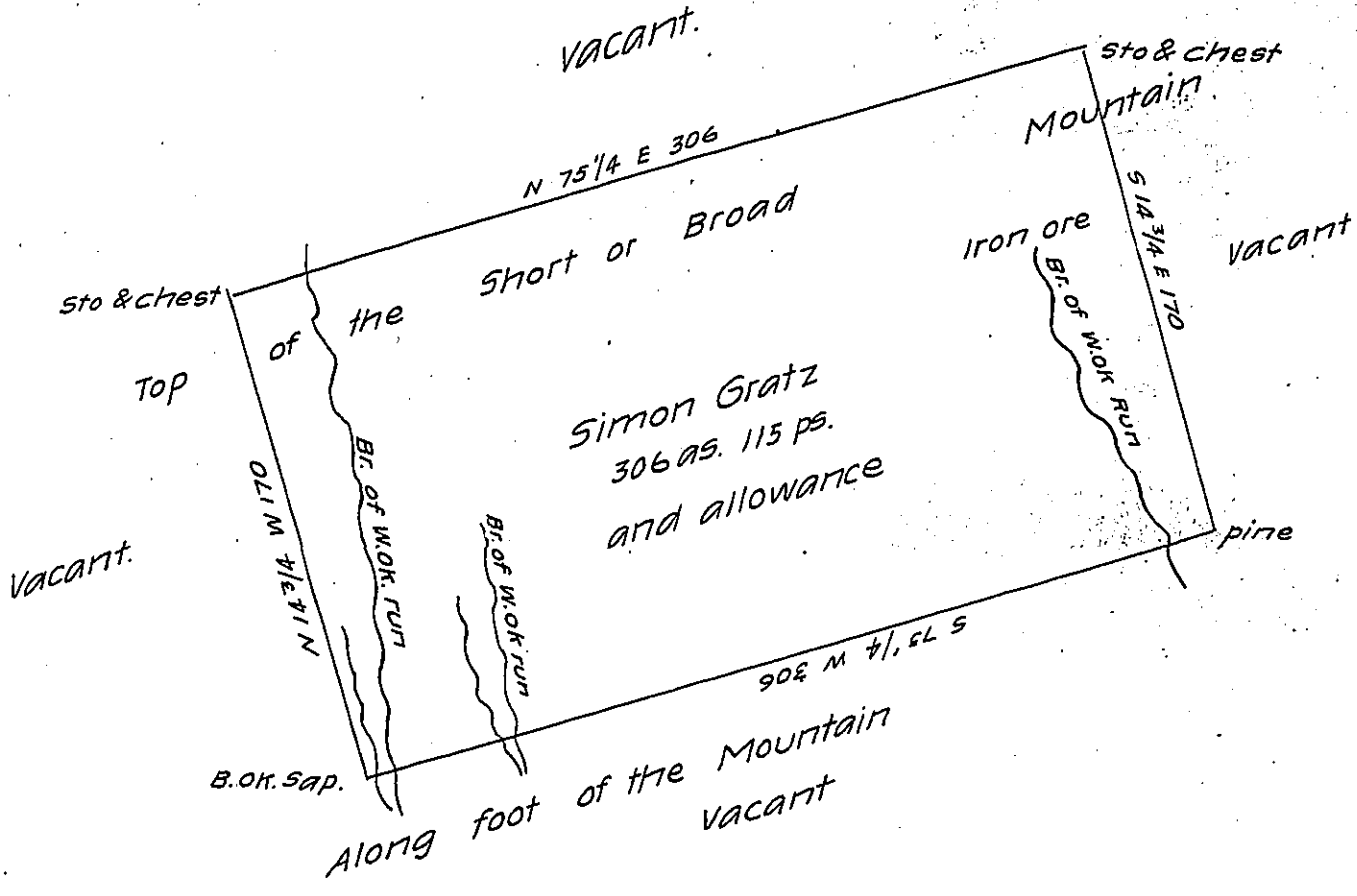 Vacant.
Sto & chest
N 75 1/4 E 306
Top of the Short or Broad Mountain
Sto & chest
S 14 3/4 E 170
Vacant
Iron ore
Br. of W.OK Run
Simon Gratz
306 as. 115 ps.
and allowance
Br. of W.OK. run
Br. of W.OK run
N 14 3/4 W 170
Vacant.
pine
S 75 1/4 W 306
B.OK. Sap.
Along foot of the Mountain
Vacant